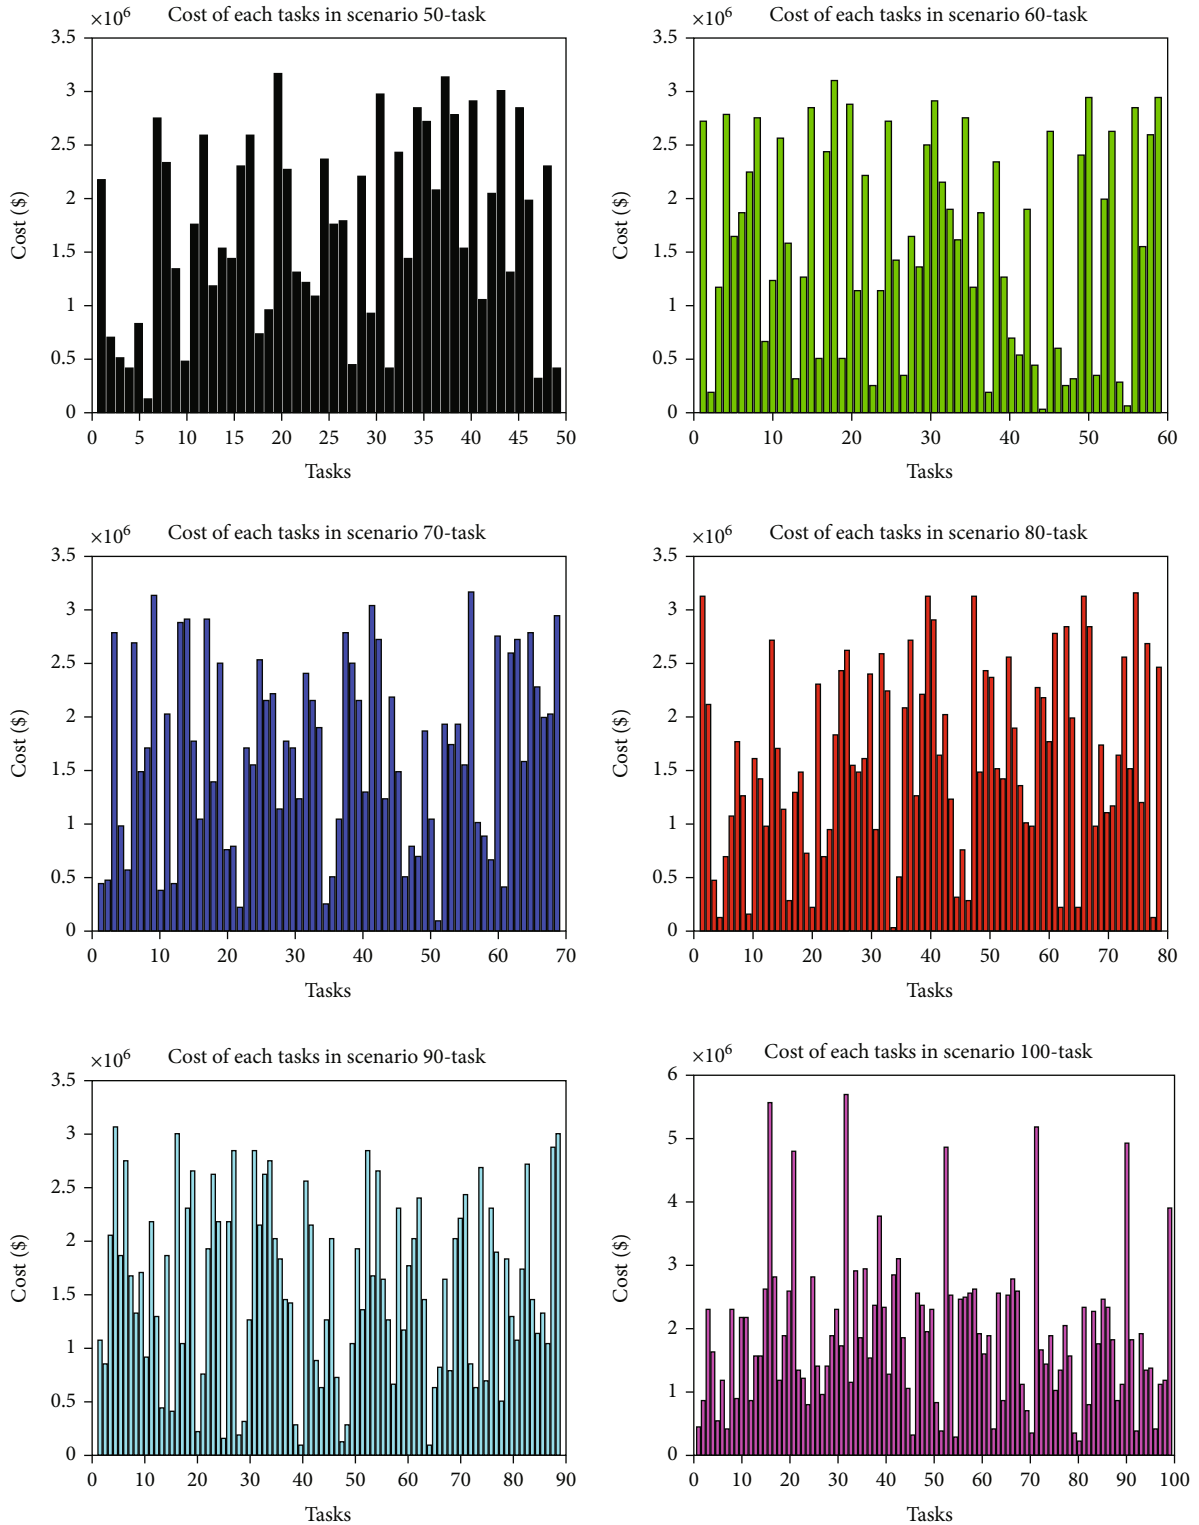 ×10⁶ Cost of each tasks in scenario 50-task
3.5
3
2.5
2
1.5
1
0.5
0
Cost ($)
0 5 10 15 20 25 30 35 40 45 50
Tasks
×10⁶ Cost of each tasks in scenario 60-task
3.5
3
2.5
2
1.5
1
0.5
0
Cost ($)
0 10 20 30 40 50 60
Tasks
×10⁶ Cost of each tasks in scenario 70-task
3.5
3
2.5
2
1.5
1
0.5
0
Cost ($)
0 10 20 30 40 50 60 70
Tasks
×10⁶ Cost of each tasks in scenario 80-task
3.5
3
2.5
2
1.5
1
0.5
0
Cost ($)
0 10 20 30 40 50 60 70 80
Tasks
×10⁶ Cost of each tasks in scenario 90-task
3.5
3
2.5
2
1.5
1
0.5
0
Cost ($)
0 10 20 30 40 50 60 70 80 90
Tasks
×10⁶ Cost of each tasks in scenario 100-task
6
5
4
3
2
1
0
Cost ($)
0 10 20 30 40 50 60 70 80 90 100
Tasks